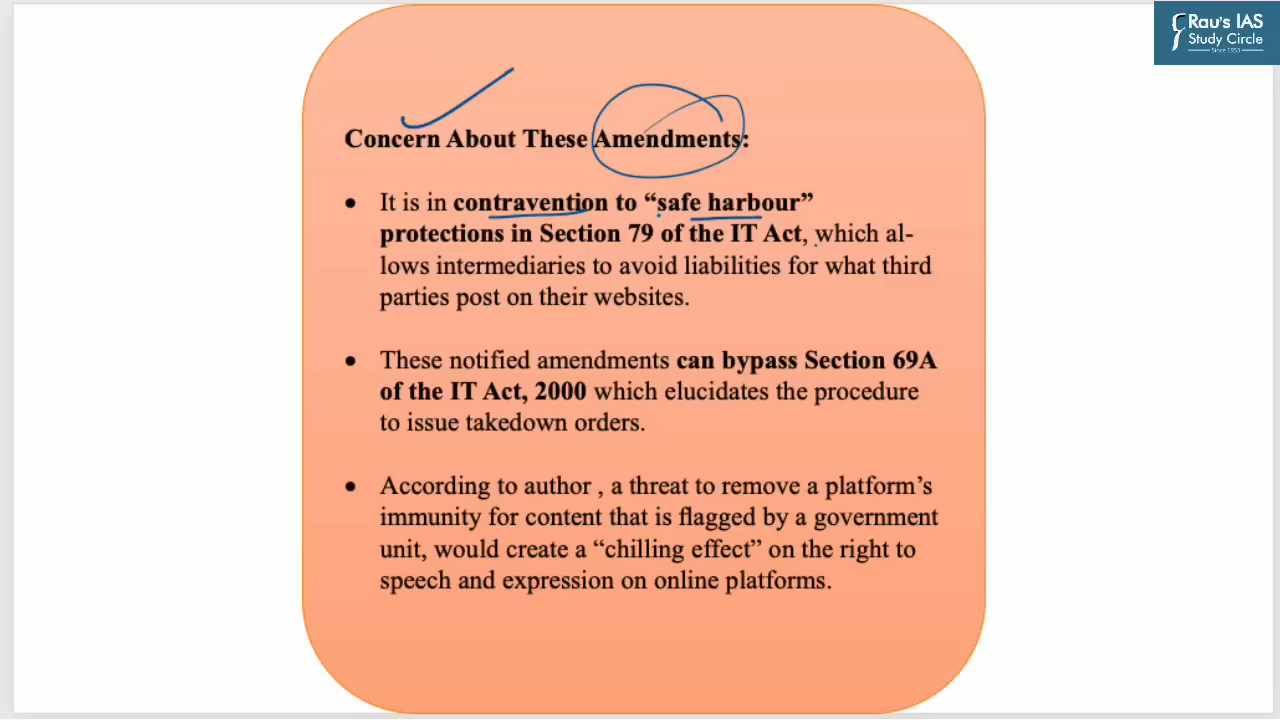 Rau's IAS
Study Circle
Since 1953
Concern About These Amendments:
• It is in contravention to “safe harbour”
protections in Section 79 of the IT Act, which al-
lows intermediaries to avoid liabilities for what third
parties post on their websites.
• These notified amendments can bypass Section 69A
of the IT Act, 2000 which elucidates the procedure
to issue takedown orders.
• According to author , a threat to remove a platform’s
immunity for content that is flagged by a government
unit, would create a “chilling effect” on the right to
speech and expression on online platforms.